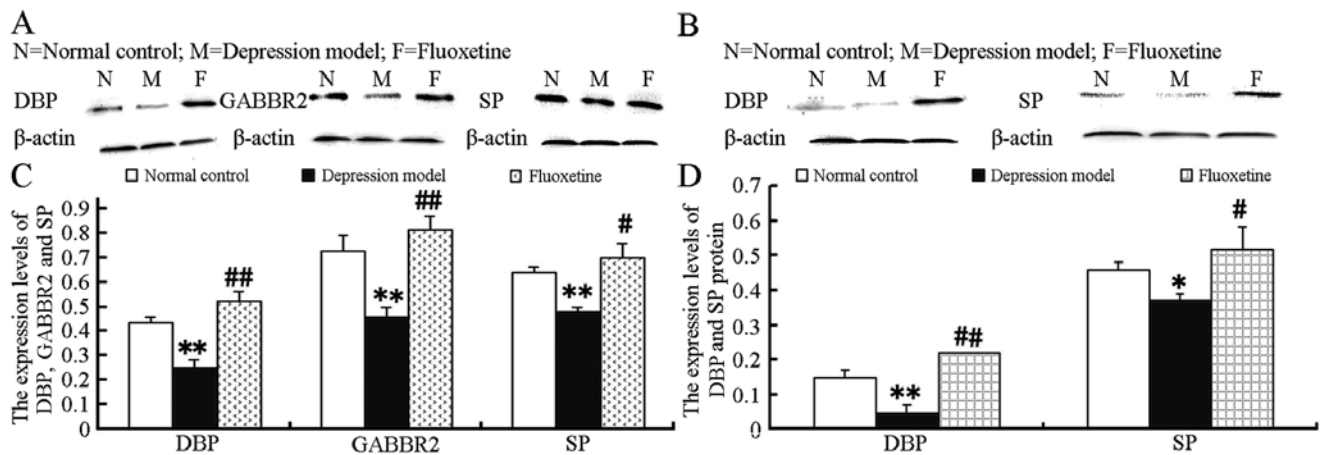 A
N=Normal control; M=Depression model; F=Fluoxetine
N M F N M F N M F
DBP GABBR2 SP
β-actin β-actin β-actin
B
N=Normal control; M=Depression model; F=Fluoxetine
N M F N M F
DBP SP
β-actin β-actin
C
Normal control Depression model Fluoxetine
The expression levels of
DBP, GABBR2 and SP
0.9
0.8
0.7
0.6
0.5
0.4
0.3
0.2
0.1
0
** ## ** ## ** #
DBP GABBR2 SP
D
Normal control Depression model Fluoxetine
The expression levels of
DBP and SP protein
0.7
0.6
0.5
0.4
0.3
0.2
0.1
0
** ## * #
DBP SP